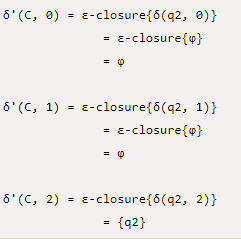 δ'(C, 0) = ε-closure{δ(q2, 0)}
= ε-closure{φ}
= φ
δ'(C, 1) = ε-closure{δ(q2, 1)}
= ε-closure{φ}
= φ
δ'(C, 2) = ε-closure{δ(q2, 2)}
= {q2}